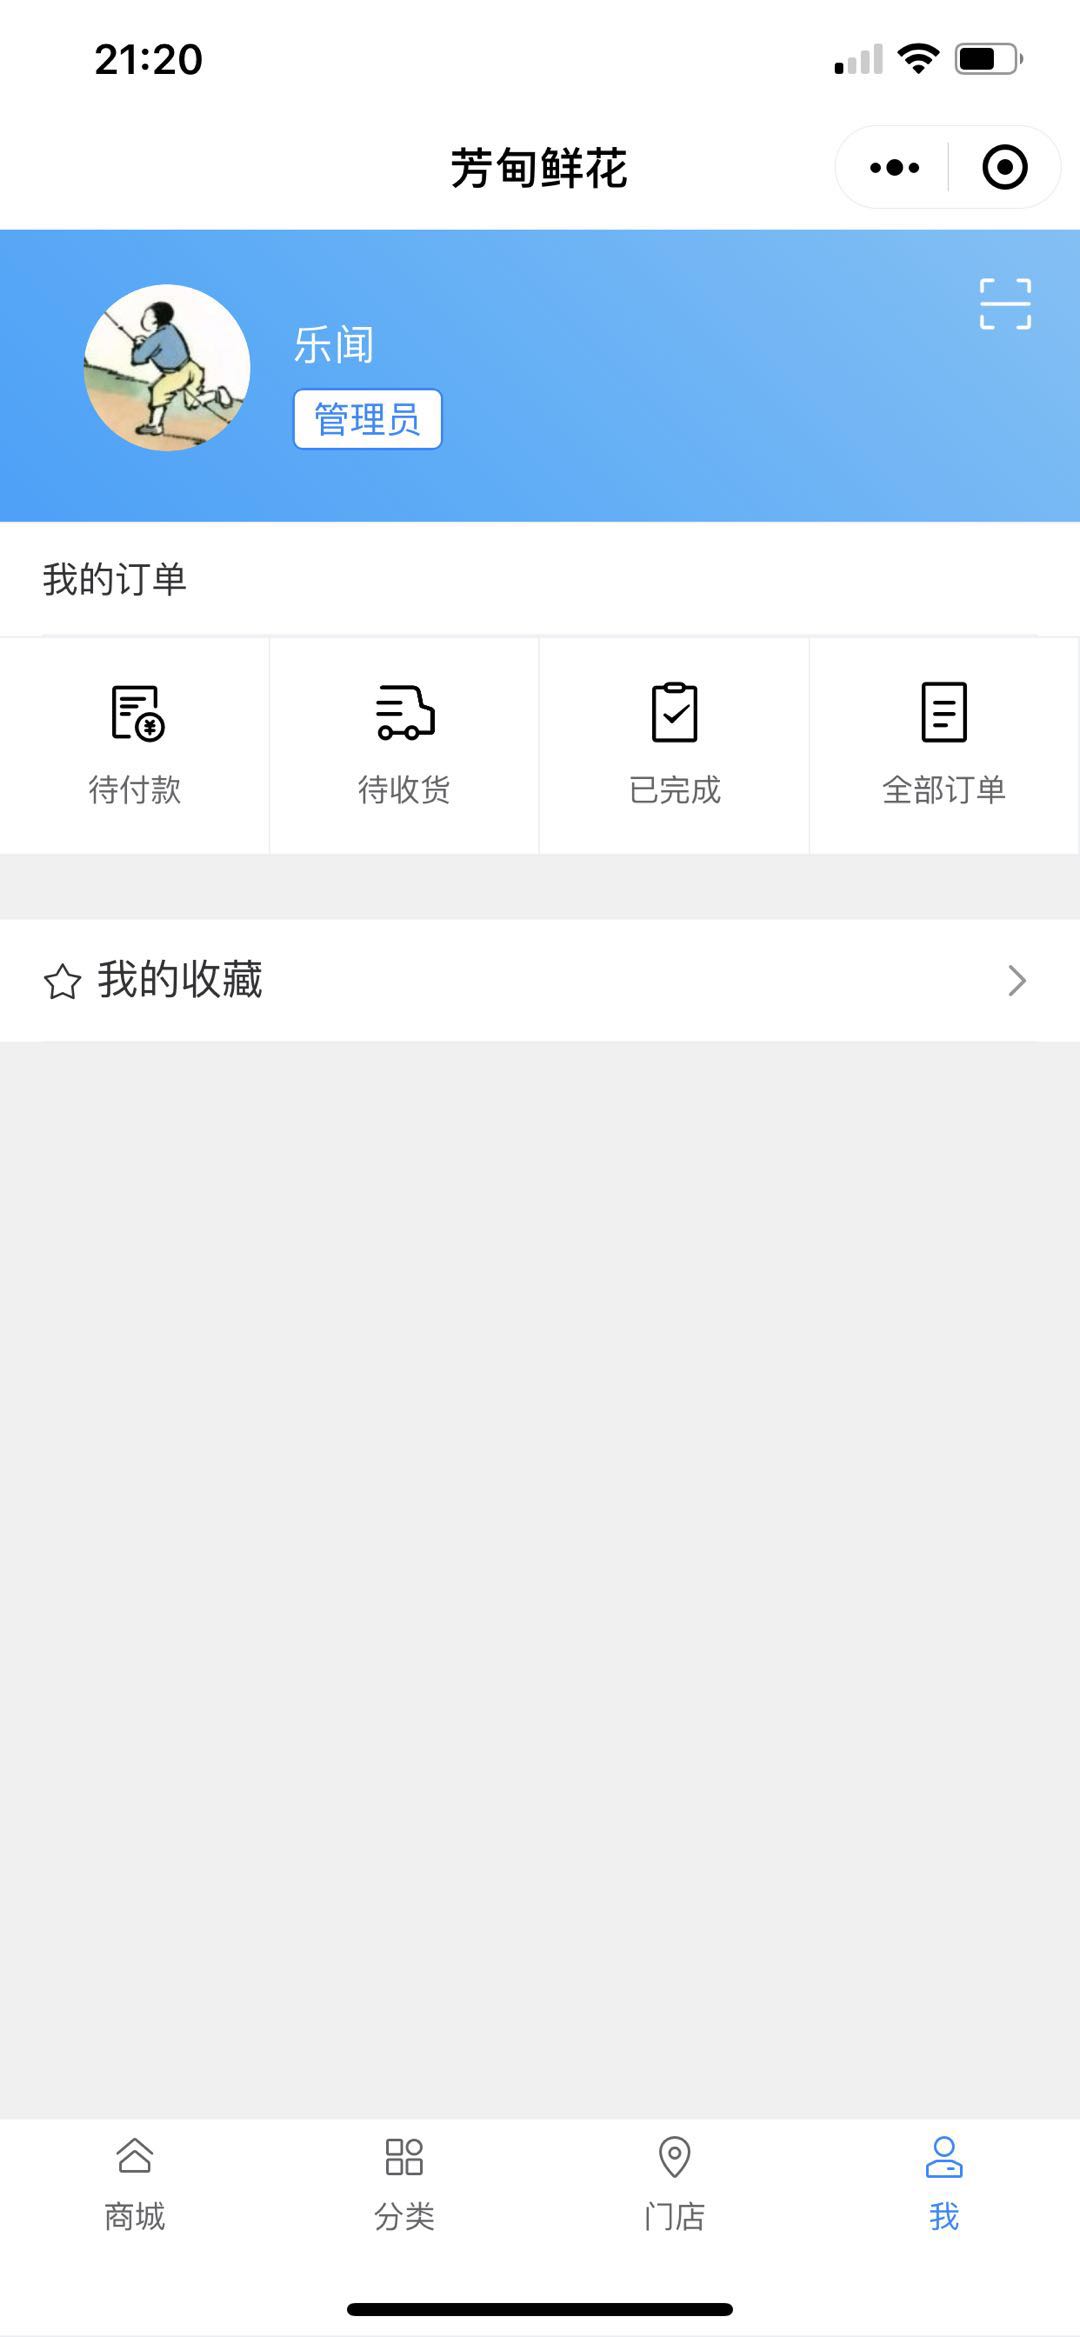 21:20
芳甸鲜花
乐闻
管理员
我的订单
待付款
待收货
已完成
全部订单
我的收藏
商城
分类
门店
我